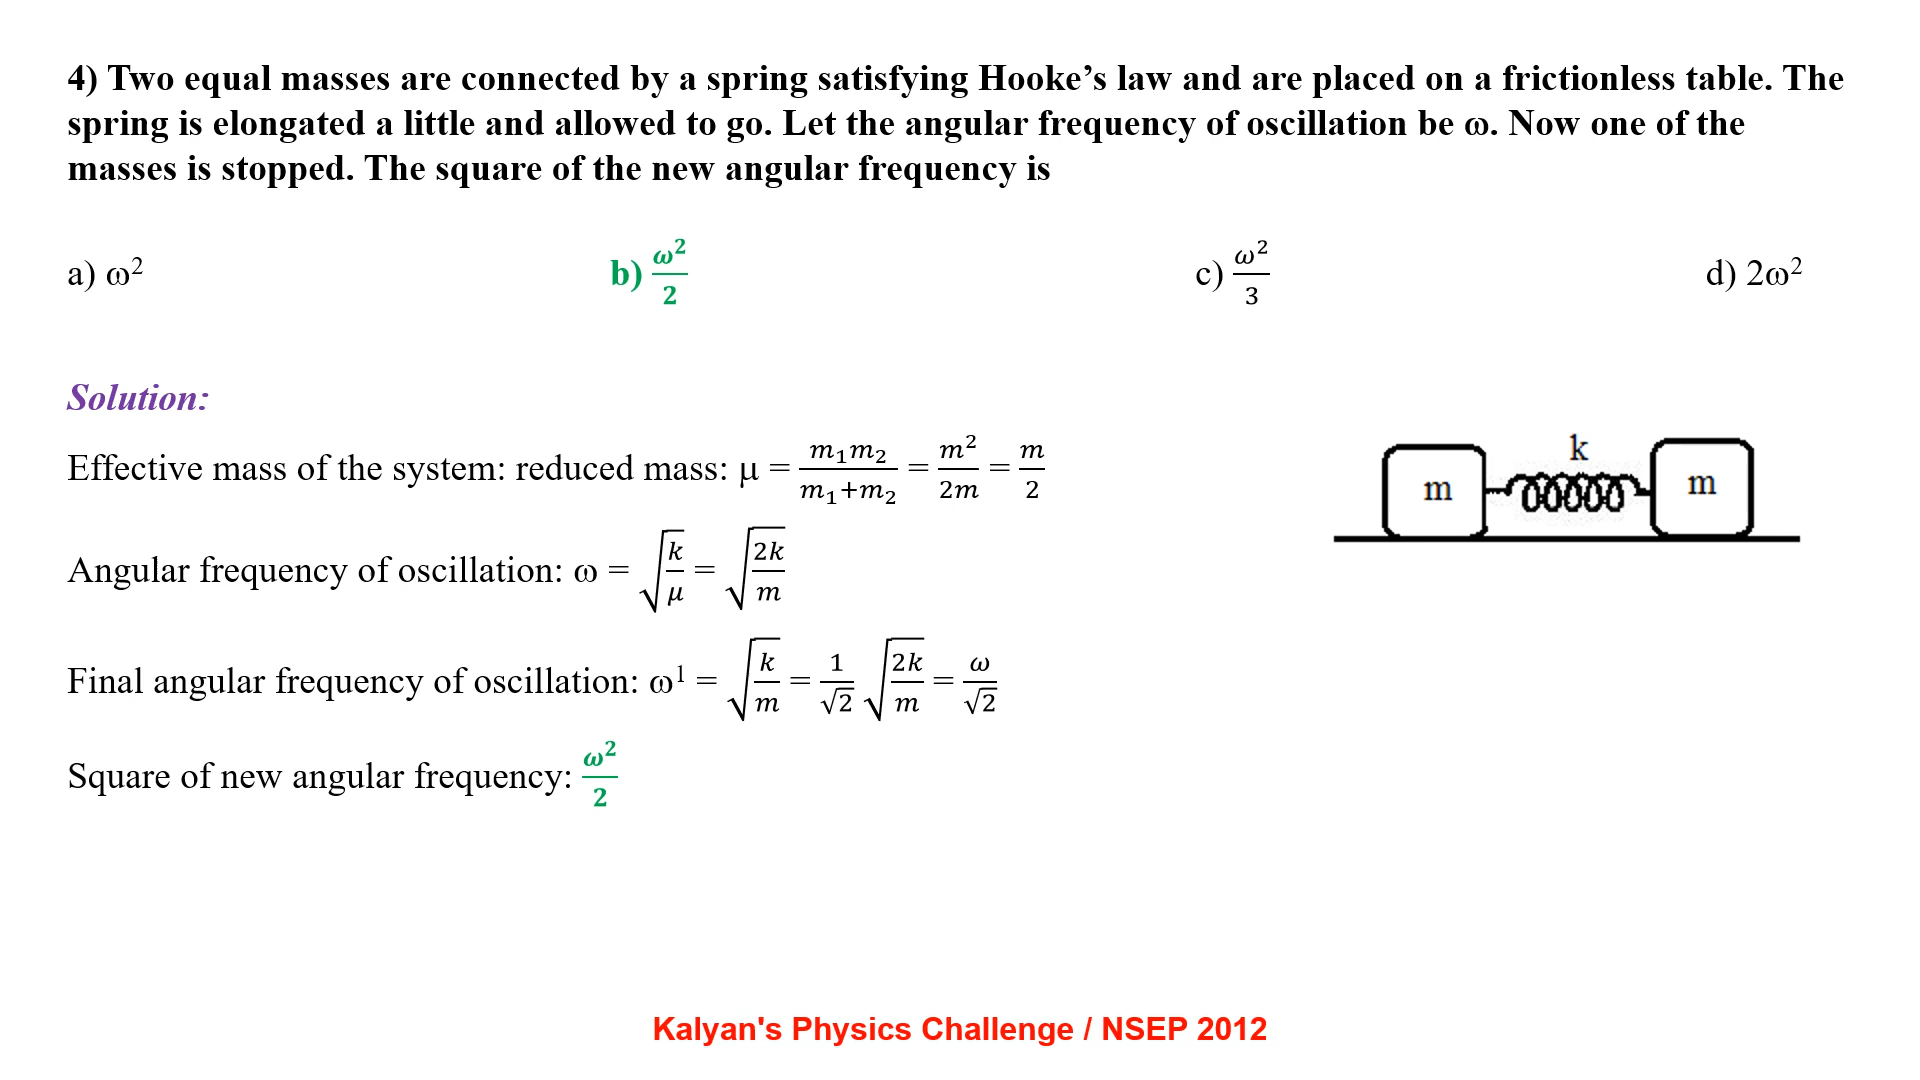 4) Two equal masses are connected by a spring satisfying Hooke’s law and are placed on a frictionless table. The
spring is elongated a little and allowed to go. Let the angular frequency of oscillation be ω. Now one of the
masses is stopped. The square of the new angular frequency is
a) ω² b) ω²/2 c) ω²/3 d) 2ω²
Solution:
Effective mass of the system: reduced mass: μ = m₁m₂/(m₁+m₂) = m²/2m = m/2
k
m m
Angular frequency of oscillation: ω = √(k/μ) = √(2k/m)
Final angular frequency of oscillation: ω¹ = √(k/m) = 1/√2 √(2k/m) = ω/√2
Square of new angular frequency: ω²/2
Kalyan's Physics Challenge / NSEP 2012